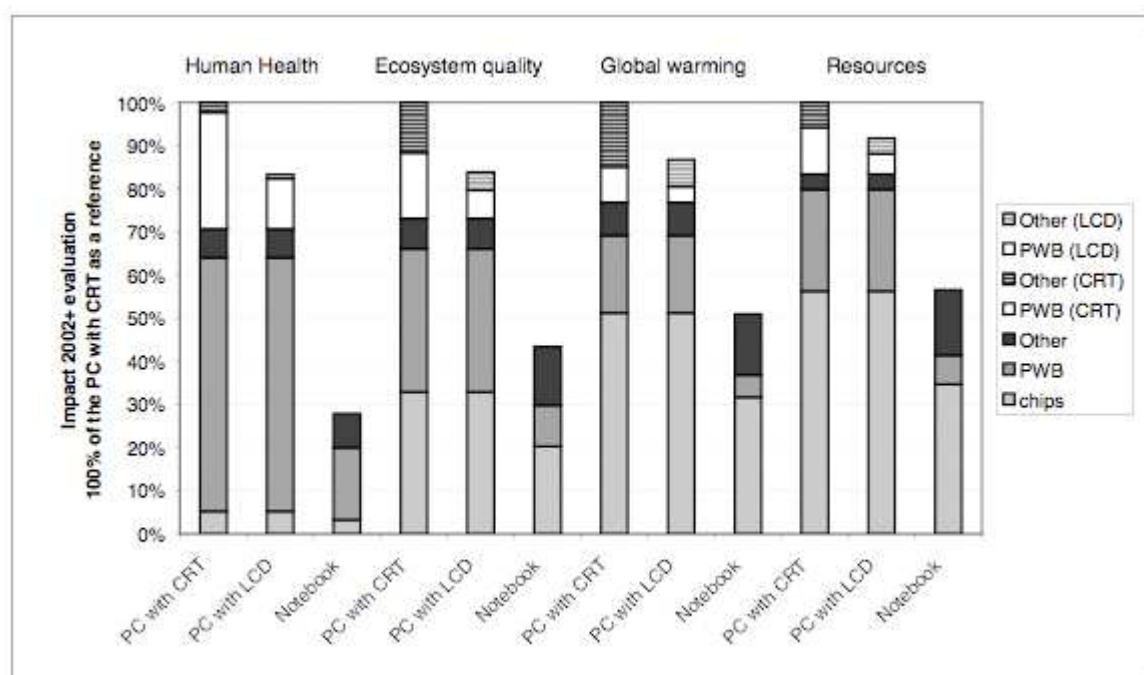 Human Health Ecosystem quality Global warming Resources
Impact 2002+ evaluation
100% of the PC with CRT as a reference
100%
90%
80%
70%
60%
50%
40%
30%
20%
10%
0%
PC with CRT
PC with LCD
Notebook
PC with CRT
PC with LCD
Notebook
PC with CRT
PC with LCD
Notebook
PC with CRT
PC with LCD
Notebook
Other (LCD)
PWB (LCD)
Other (CRT)
PWB (CRT)
Other
PWB
chips